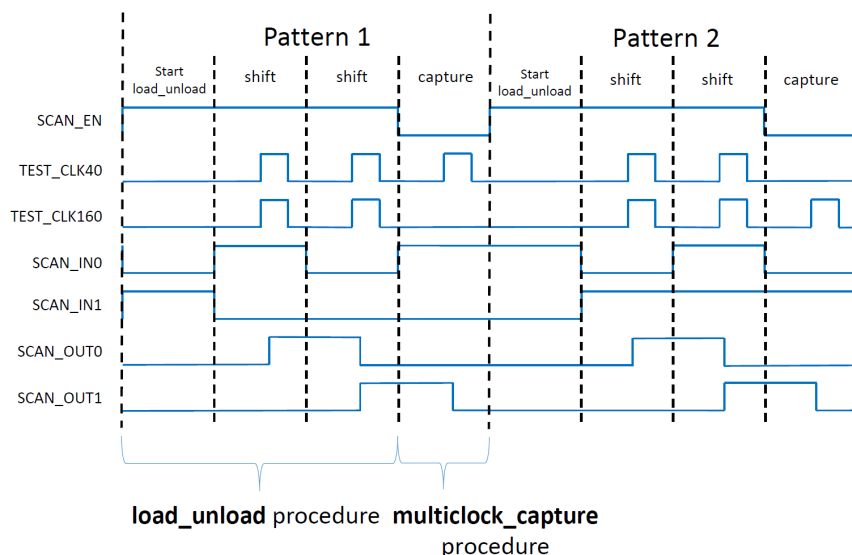 Pattern 1
Pattern 2
Start
load_unload
shift
shift
capture
Start
load_unload
shift
shift
capture
SCAN_EN
TEST_CLK40
TEST_CLK160
SCAN_IN0
SCAN_IN1
SCAN_OUT0
SCAN_OUT1
load_unload procedure
multiclock_capture
procedure